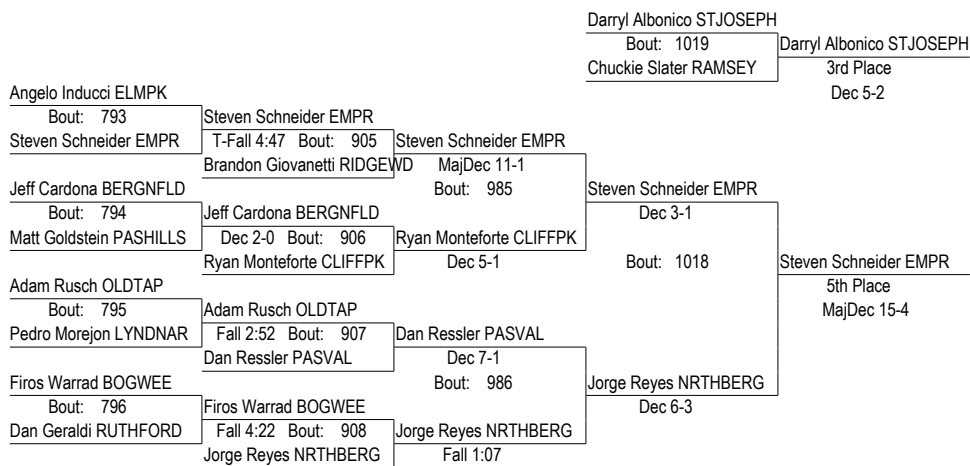 Darryl Albonico STJOSEPH
Bout: 1019 Darryl Albonico STJOSEPH
Chuckie Slater RAMSEY 3rd Place
Angelo Inducci ELMPK Dec 5-2
Bout: 793 Steven Schneider EMPR
Steven Schneider EMPR T-Fall 4:47 Bout: 905 Steven Schneider EMPR
Brandon Giovanetti RIDGEWD MajDec 11-1
Jeff Cardona BERGNFLD Bout: 985 Steven Schneider EMPR
Bout: 794 Jeff Cardona BERGNFLD Dec 3-1
Matt Goldstein PASHILLS Dec 2-0 Bout: 906 Ryan Monteforte CLIFFPK
Ryan Monteforte CLIFFPK Dec 5-1 Bout: 1018 Steven Schneider EMPR
Adam Rusch OLDTAP 5th Place
Bout: 795 Adam Rusch OLDTAP MajDec 15-4
Pedro Morejon LYNDNAR Fall 2:52 Bout: 907 Dan Ressler PASVAL
Dan Ressler PASVAL Dec 7-1
Firos Warrad BOGWEE Bout: 986 Jorge Reyes NRTHBERG
Bout: 796 Firos Warrad BOGWEE Dec 6-3
Dan Geraldi RUTHFORD Fall 4:22 Bout: 908 Jorge Reyes NRTHBERG
Jorge Reyes NRTHBERG Fall 1:07